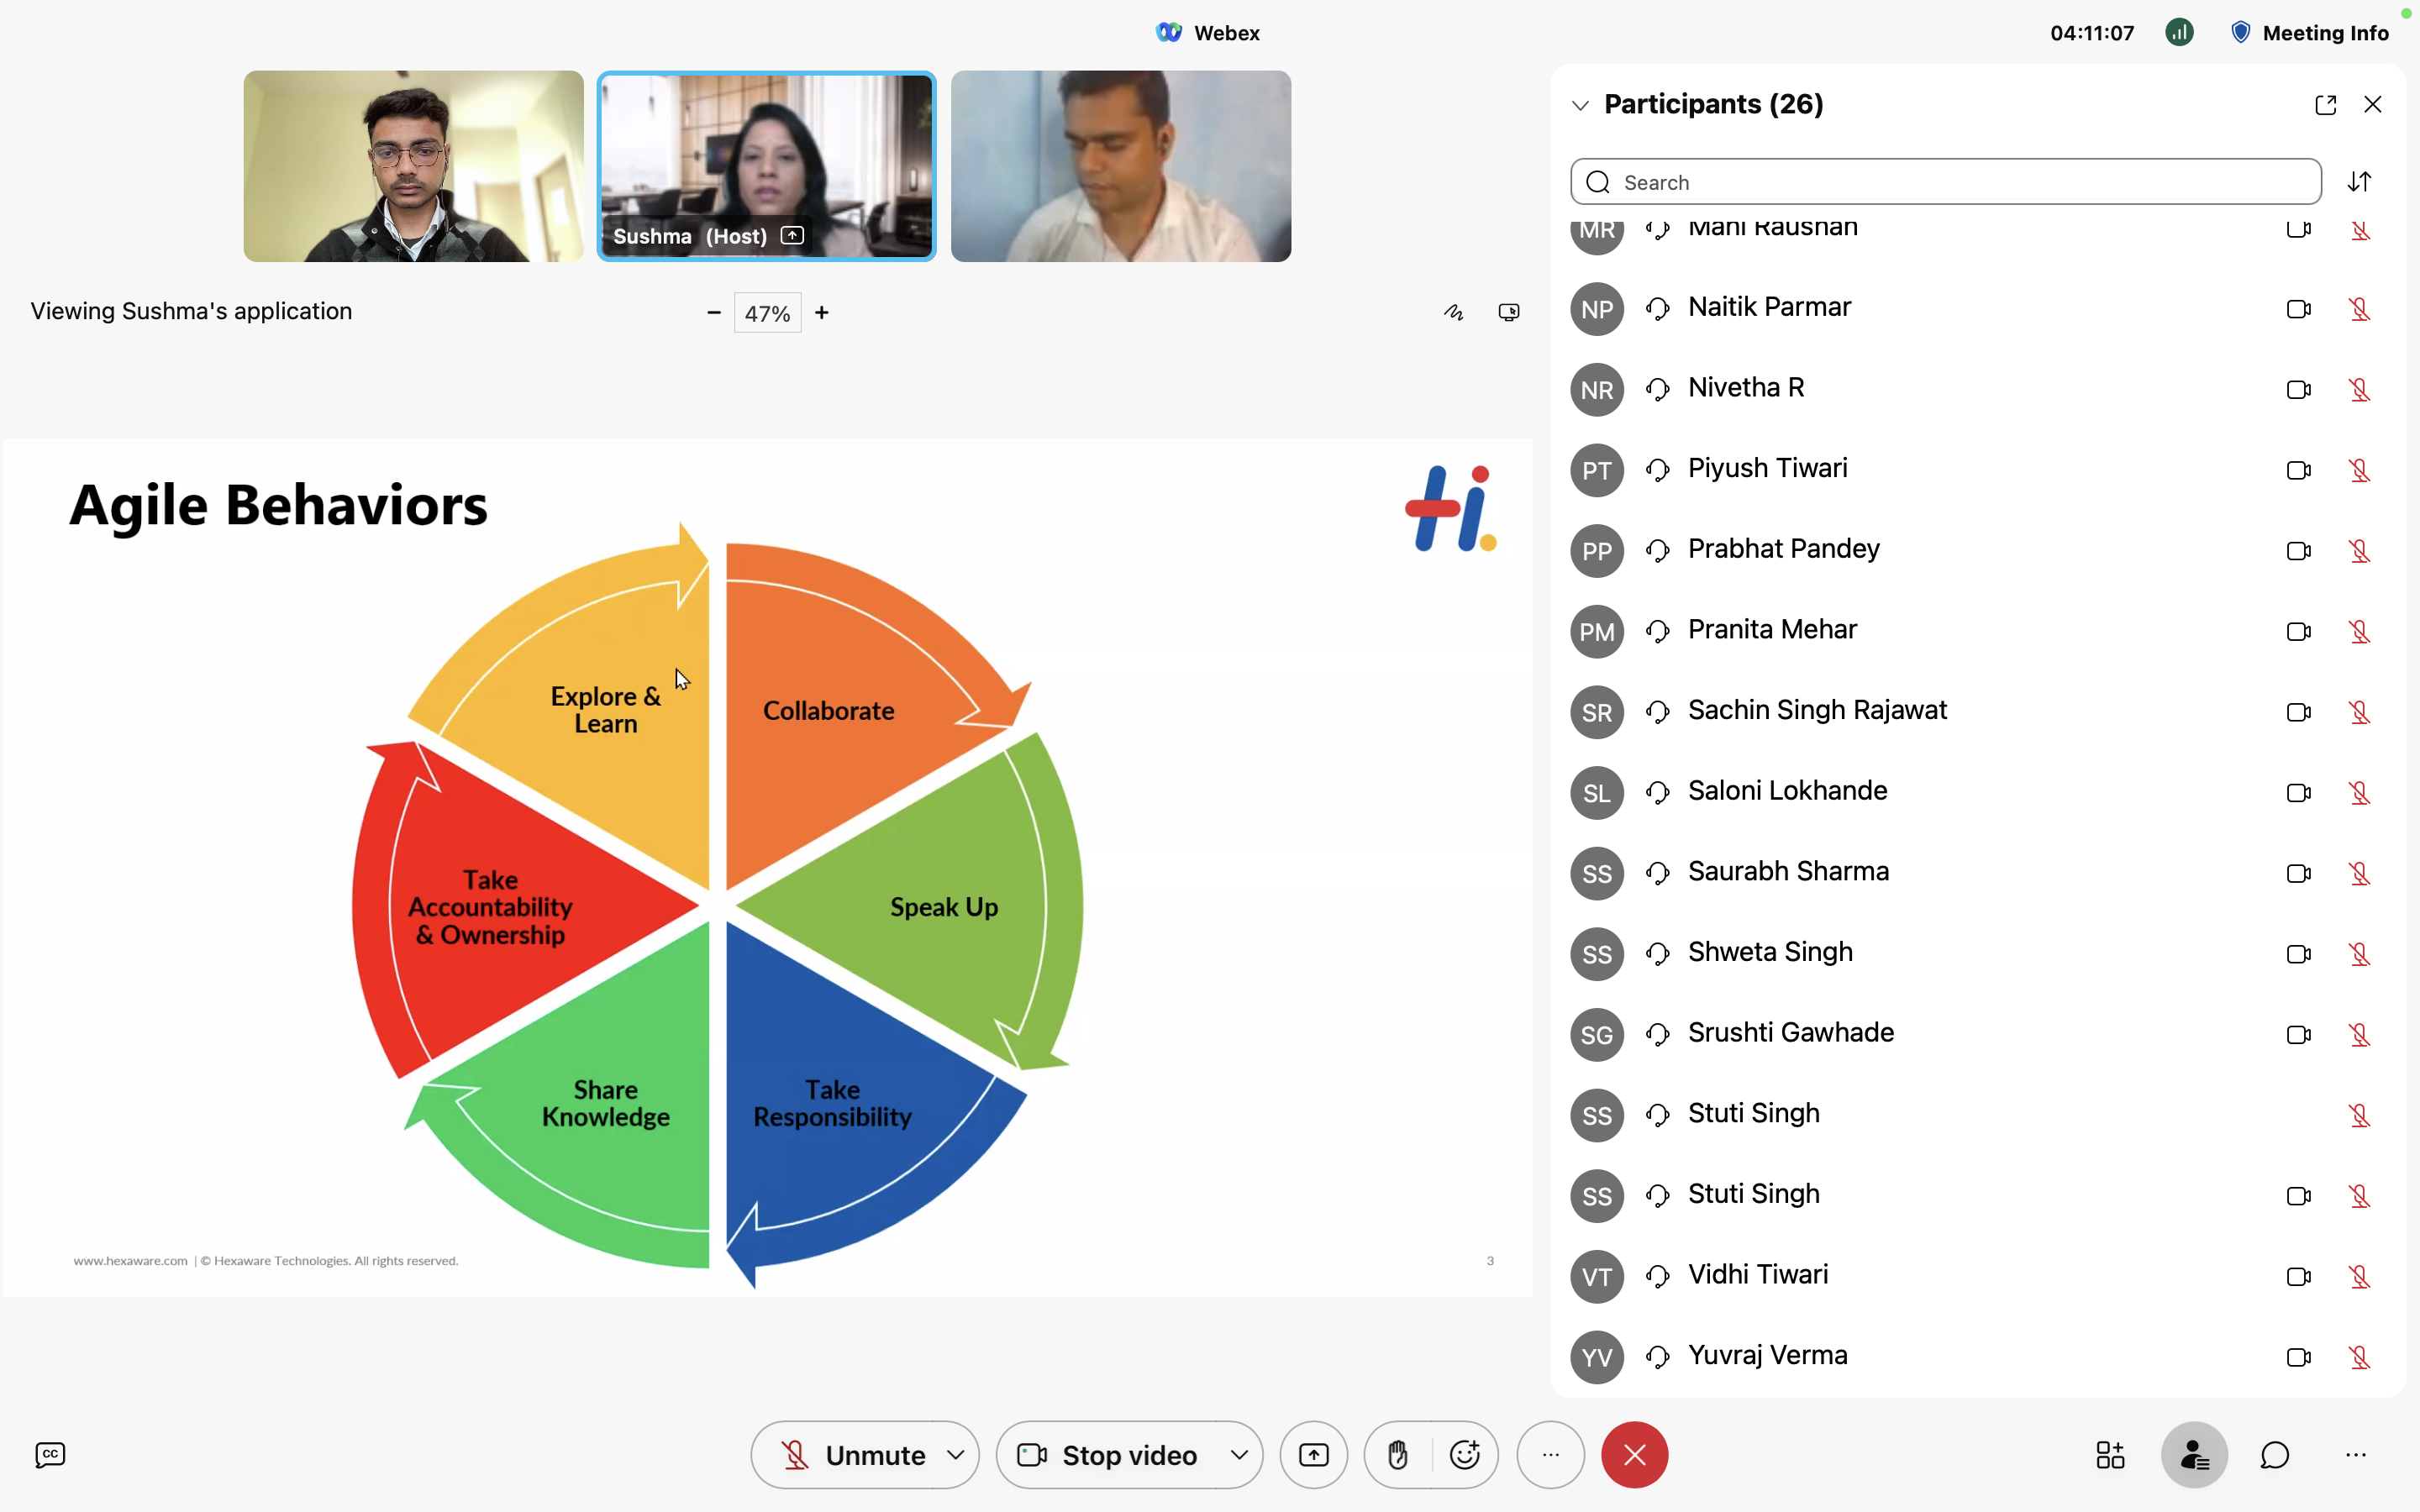 Webex
04:11:07
Meeting Info
Sushma (Host)
Viewing Sushma's application
47%
Agile Behaviors
Hi.
Explore &
Learn
Collaborate
Take
Accountability
& Ownership
Speak Up
Share
Knowledge
Take
Responsibility
www.hexaware.com | © Hexaware Technologies. All rights reserved.
3
Participants (26)
Search
MR Mani Raushan
NP Naitik Parmar
NR Nivetha R
PT Piyush Tiwari
PP Prabhat Pandey
PM Pranita Mehar
SR Sachin Singh Rajawat
SL Saloni Lokhande
SS Saurabh Sharma
SS Shweta Singh
SG Srushti Gawhade
SS Stuti Singh
SS Stuti Singh
VT Vidhi Tiwari
YV Yuvraj Verma
CC
Unmute
Stop video